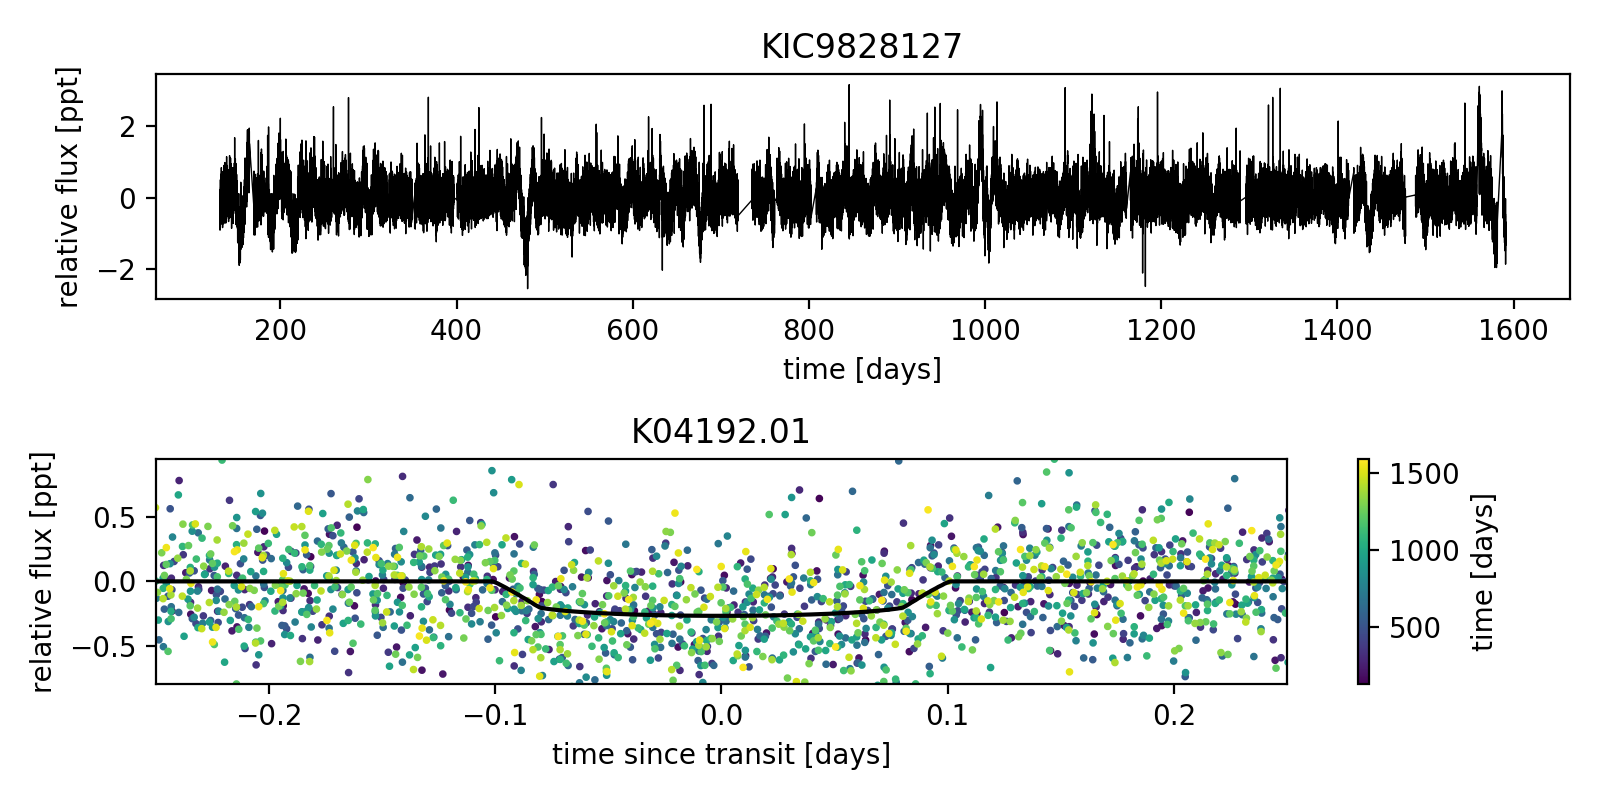 KIC9828127
relative flux [ppt]
2
0
−2
200 400 600 800 1000 1200 1400 1600
time [days]
K04192.01
relative flux [ppt]
0.5
0.0
−0.5
−0.2 −0.1 0.0 0.1 0.2
time since transit [days]
1500
1000
500
time [days]